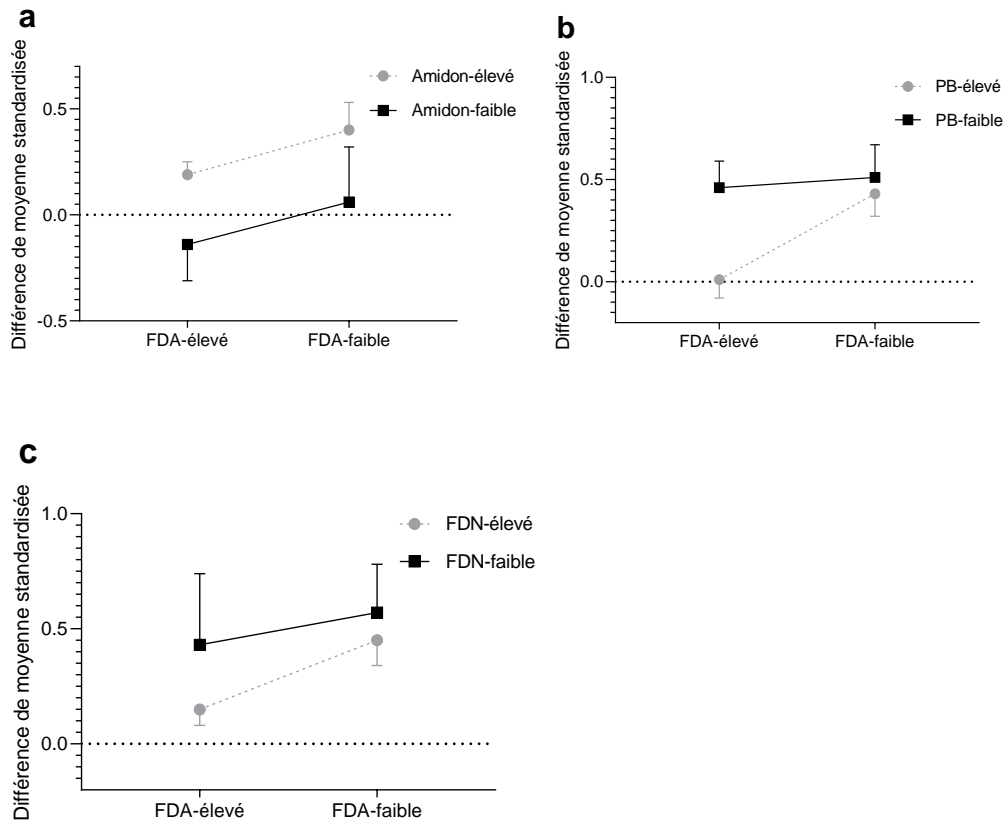 a
Différence de moyenne standardisée
0.5
0.0
-0.5
FDA-élevé
FDA-faible
Amidon-élevé
Amidon-faible
b
Différence de moyenne standardisée
1.0
0.5
0.0
FDA-élevé
FDA-faible
PB-élevé
PB-faible
c
Différence de moyenne standardisée
1.0
0.5
0.0
FDA-élevé
FDA-faible
FDN-élevé
FDN-faible